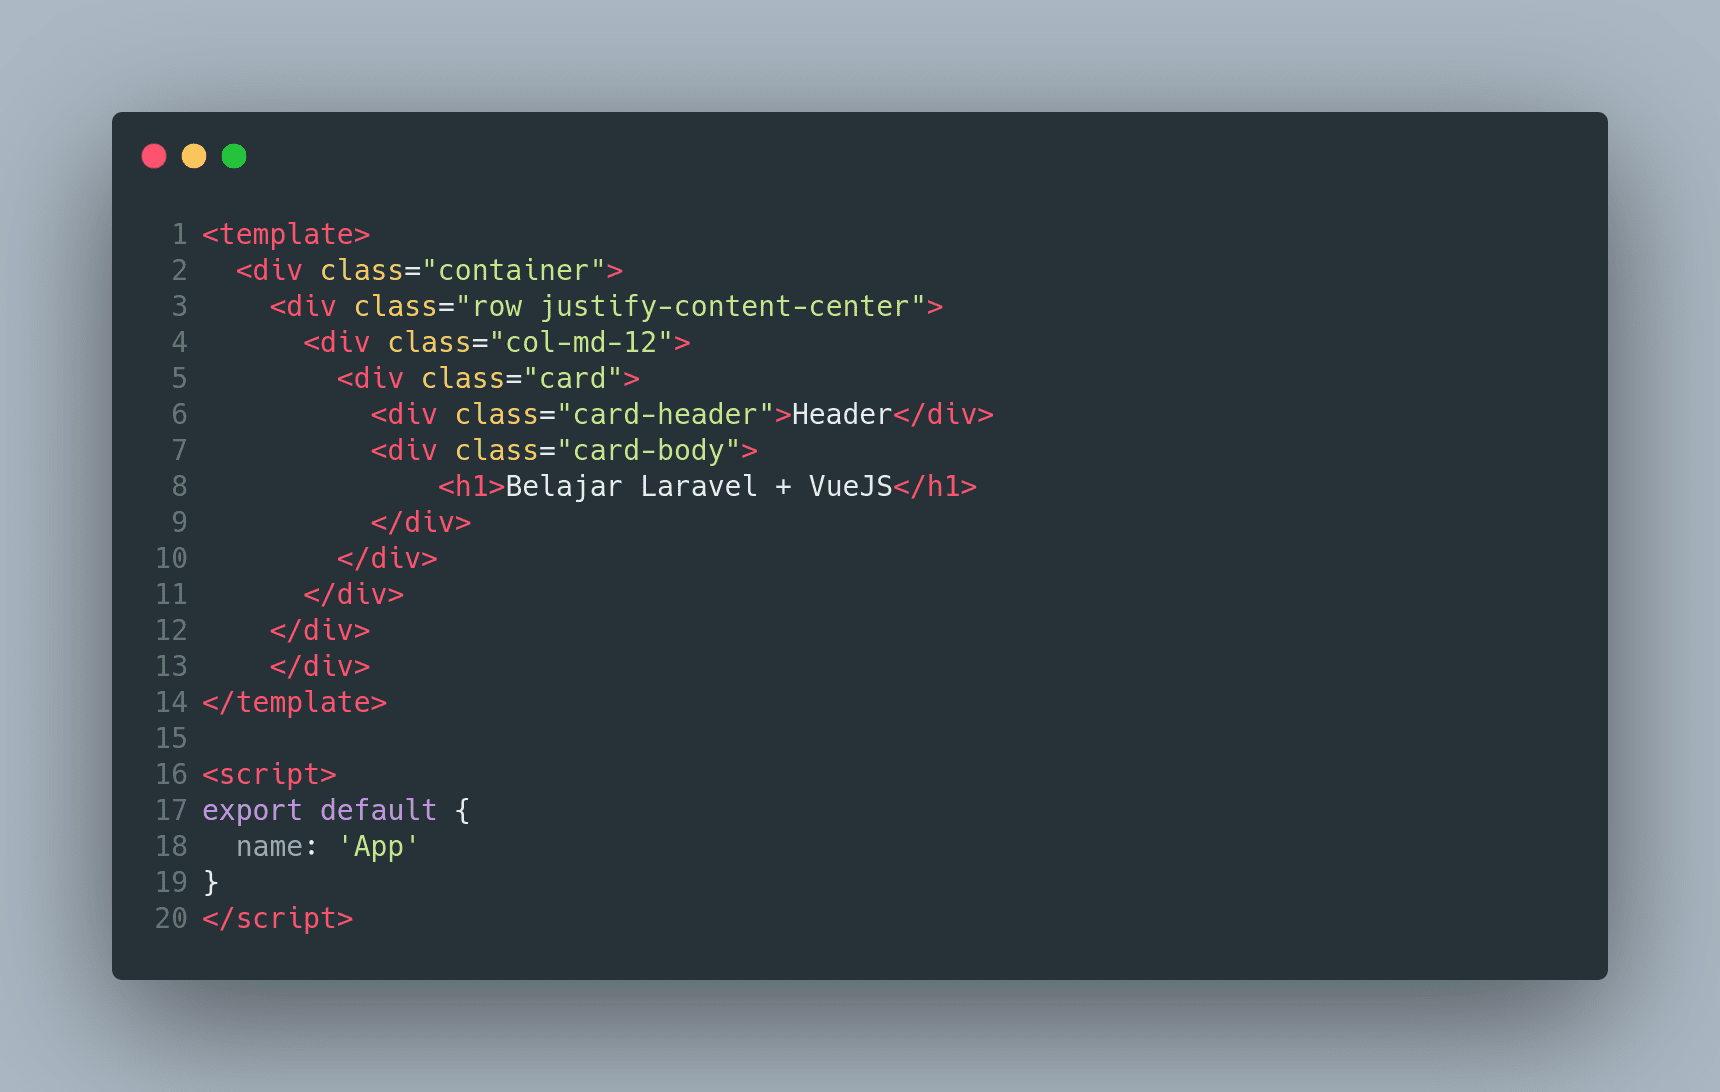 1 <template>
2   <div class="container">
3     <div class="row justify-content-center">
4       <div class="col-md-12">
5         <div class="card">
6           <div class="card-header">Header</div>
7           <div class="card-body">
8               <h1>Belajar Laravel + VueJS</h1>
9           </div>
10         </div>
11       </div>
12     </div>
13     </div>
14 </template>
15
16 <script>
17 export default {
18   name: 'App'
19 }
20 </script>